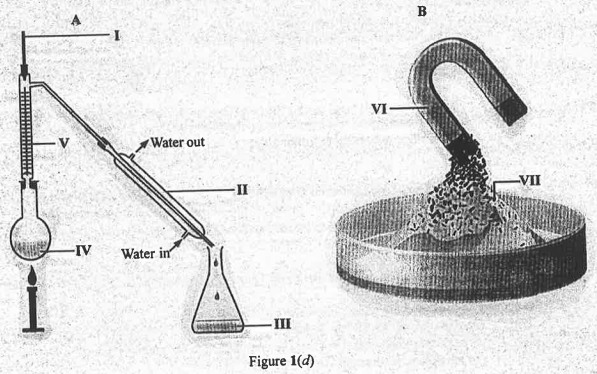 A
B
I
VI
V
Water out
VII
II
IV
Water in
III
Figure 1(d)